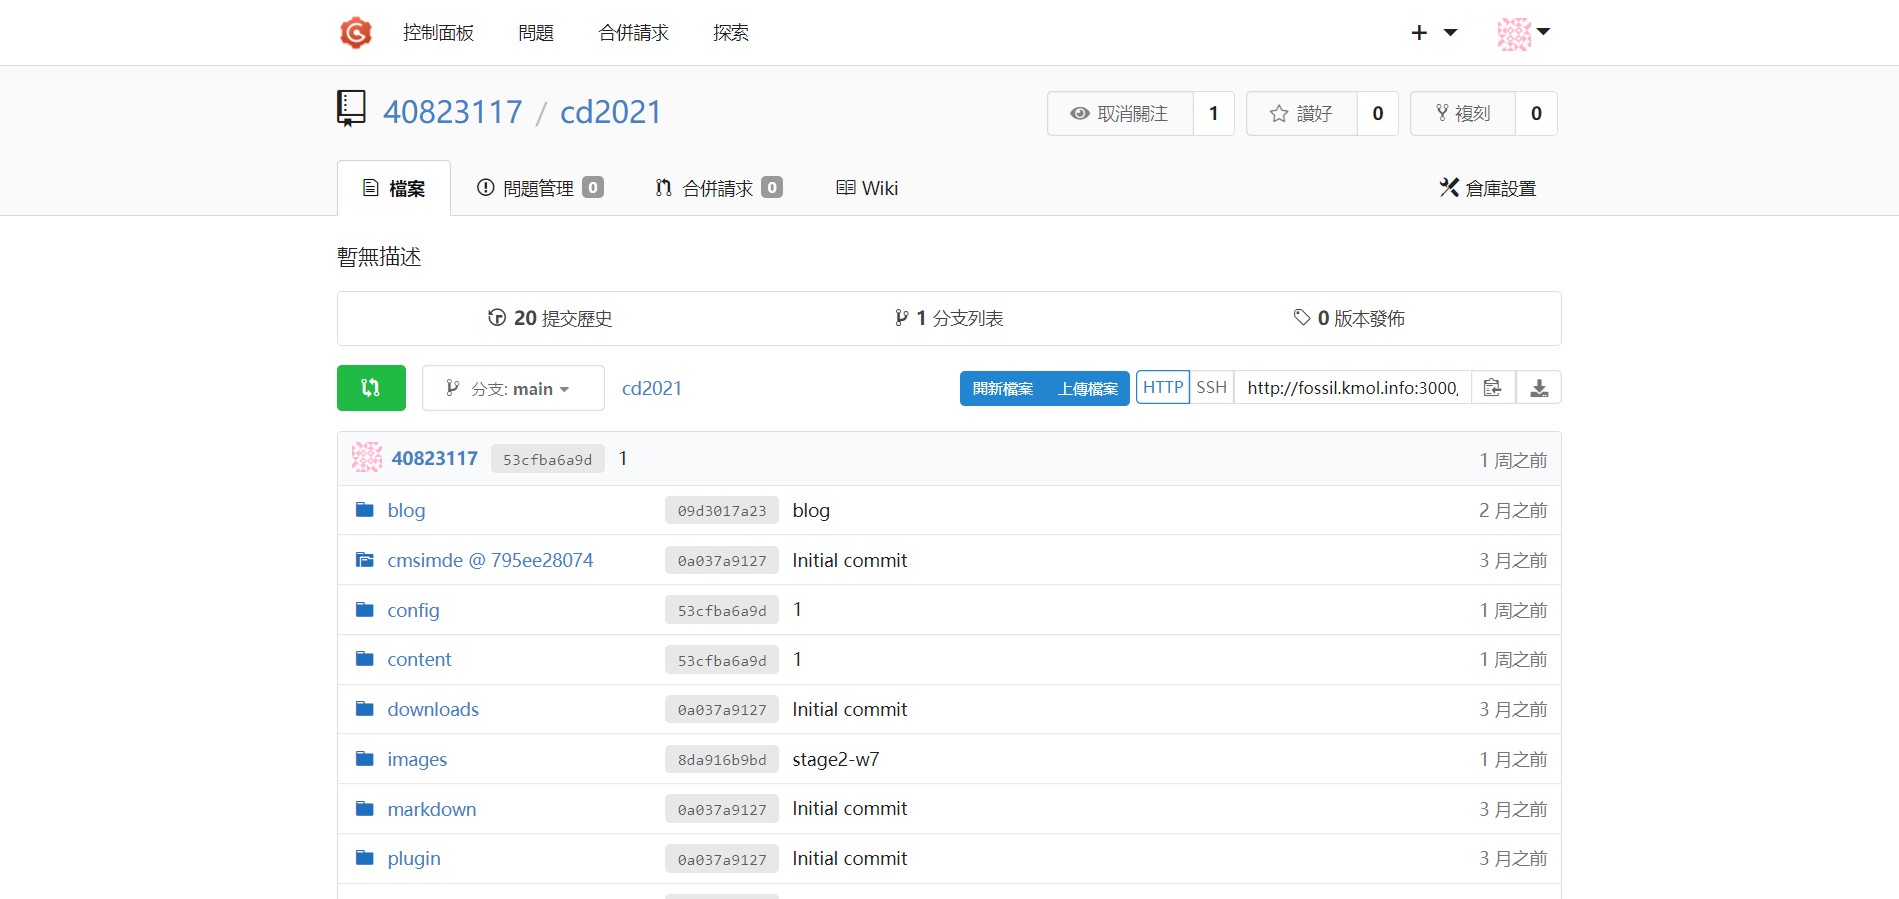 控制面板 問題 合併請求 探索
40823117 / cd2021 取消關注 1 讚好 0 複刻 0
檔案 問題管理 0 合併請求 0 Wiki 倉庫設置
暫無描述
20 提交歷史 1 分支列表 0 版本發佈
分支: main cd2021 開新檔案 上傳檔案 HTTP SSH http://fossil.kmol.info:3000/
40823117 53cfba6a9d 1 1 周之前
blog 09d3017a23 blog 2 月之前
cmsimde @ 795ee28074 0a037a9127 Initial commit 3 月之前
config 53cfba6a9d 1 1 周之前
content 53cfba6a9d 1 1 周之前
downloads 0a037a9127 Initial commit 3 月之前
images 8da916b9bd stage2-w7 1 月之前
markdown 0a037a9127 Initial commit 3 月之前
plugin 0a037a9127 Initial commit 3 月之前